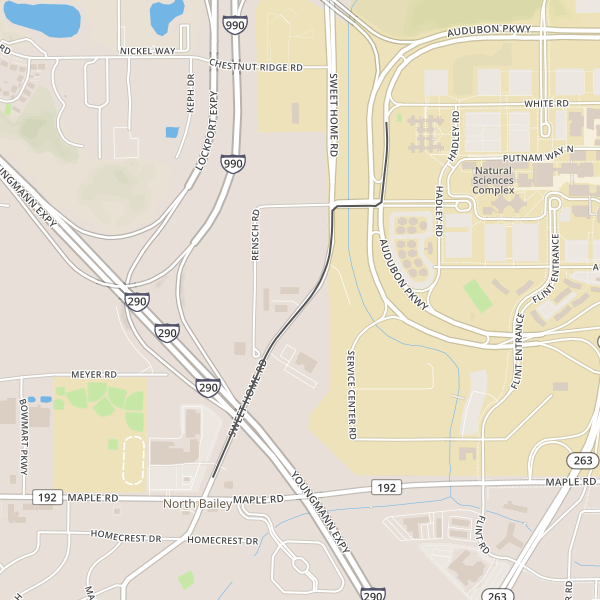 990
AUDUBON PKWY
RD
NICKEL WAY
CHESTNUT RIDGE RD
KEPH DR
LOCKPORT EXPY
SWEET HOME RD
WHITE RD
HADLEY RD
990
PUTNAM WAY N
Natural
Sciences
Complex
HADLEY RD
RENSCH RD
AUDUBON PKWY
FLINT ENTRANCE
A
290
290
FLINT ENTRANCE
290
MEYER RD
SWEET HOME RD
SERVICE CENTER RD
BOWMART PKWY
263
192
MAPLE RD
North Bailey
MAPLE RD
192
MAPLE RD
YOUNGMANN EXPY
FLINT RD
HOMECREST DR
HOMECREST DR
290
263
RD